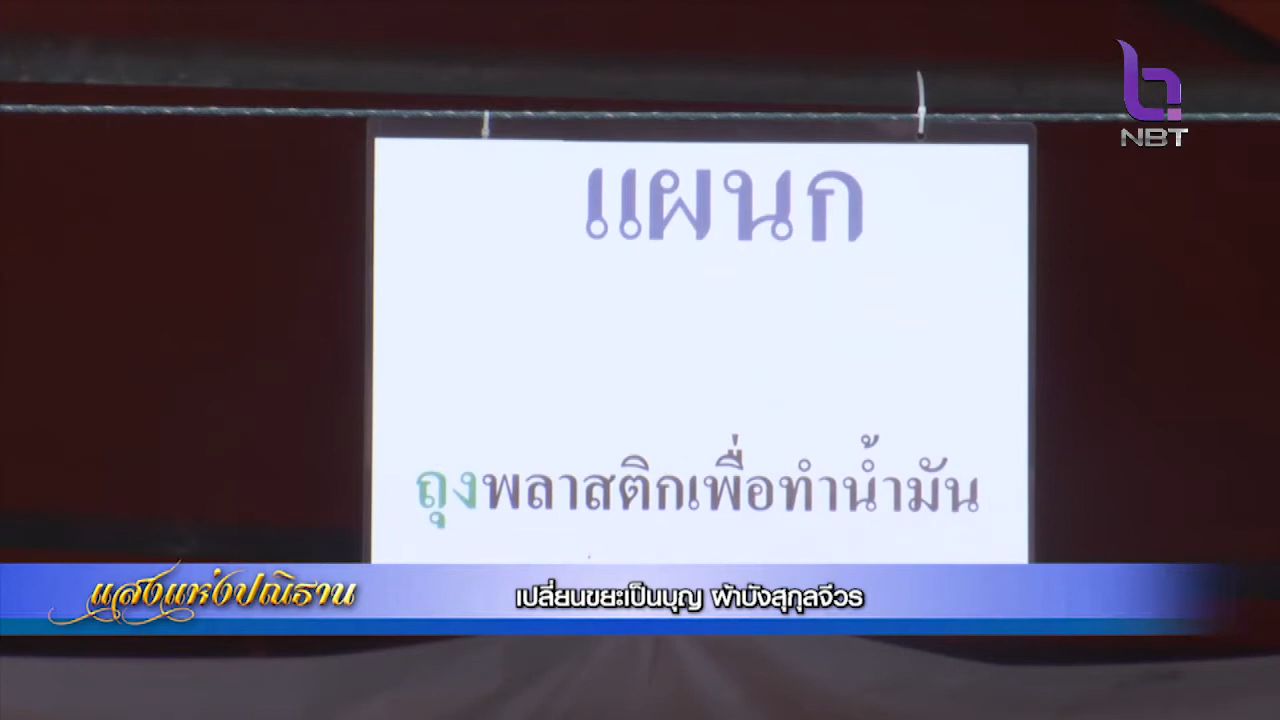 NBT
แผนก
ถุงพลาสติกเพื่อทำน้ำมัน
แสงแห่งปณิธาน
เปลี่ยนขยะเป็นบุญ ผ้าบังสุกุลจีวร